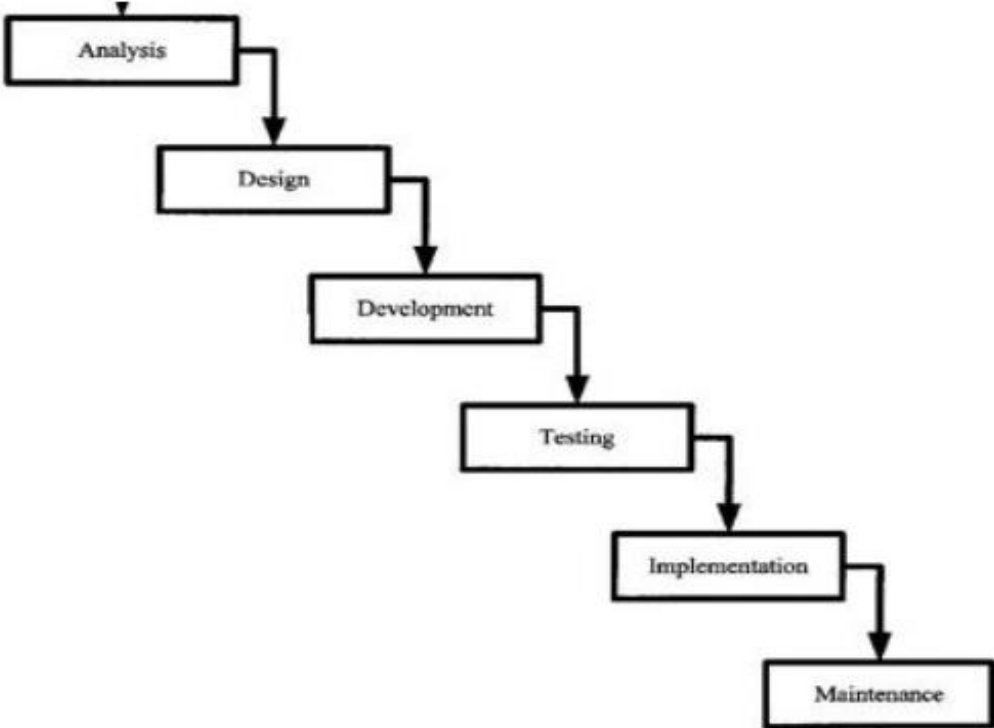 Analysis
Design
Development
Testing
Implementation
Maintenance